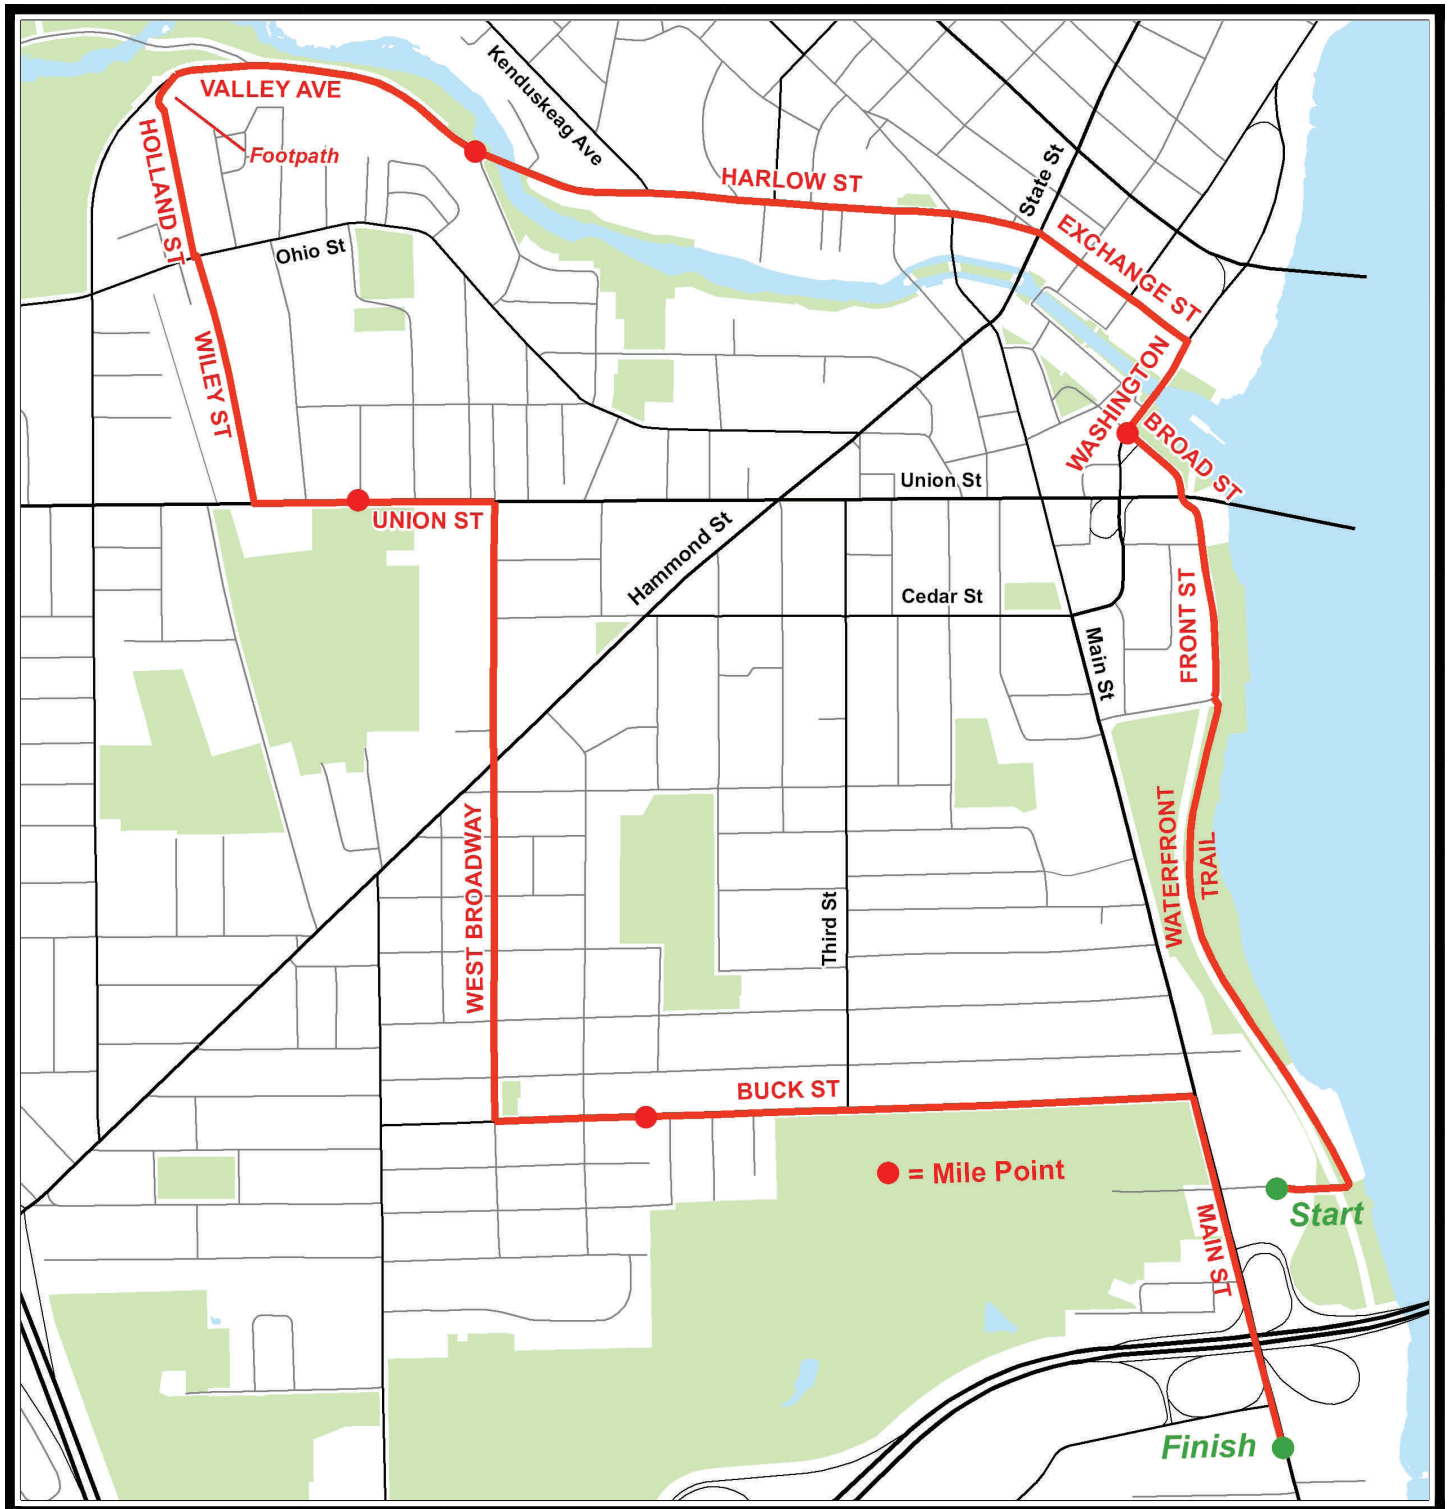 Kenduskeag Ave
VALLEY AVE
HOLLAND ST
Footpath
HARLOW ST
State St
EXCHANGE ST
Ohio St
WILEY ST
WASHINGTON
BROAD ST
Union St
UNION ST
Hammond St
Cedar St
FRONT ST
Main St
WEST BROADWAY
Third St
WATERFRONT
TRAIL
BUCK ST
= Mile Point
Start
MAIN ST
Finish